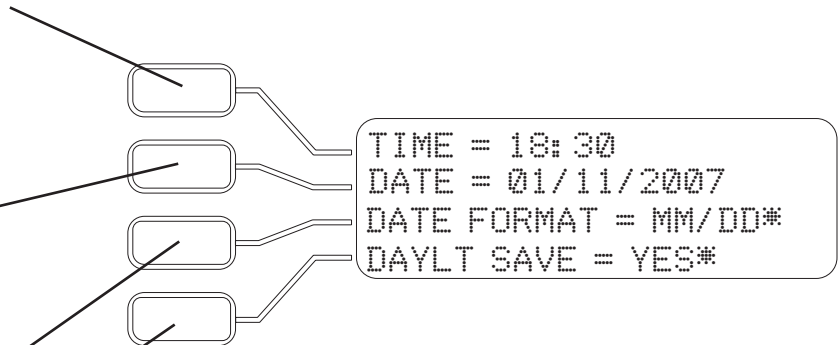 TIME = 18:30
DATE = 01/11/2007
DATE FORMAT = MM/DD*
DAYLT SAVE = YES*